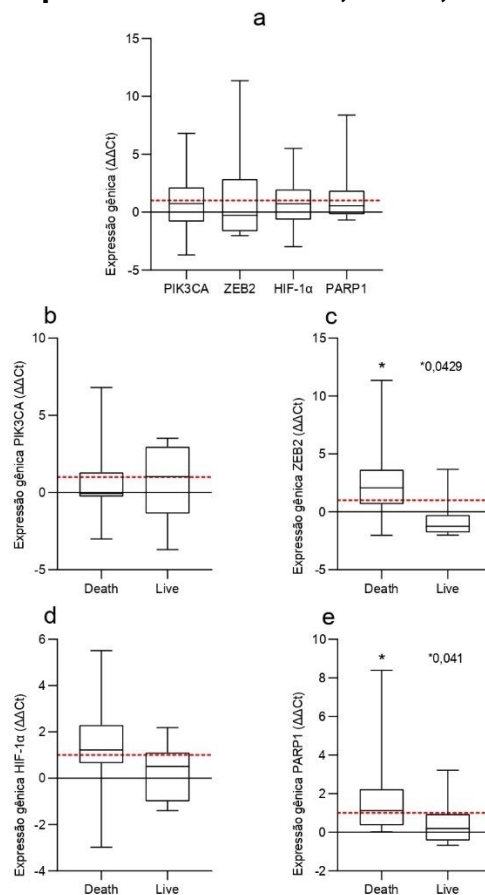 a
Expressão gênica (ΔΔCt)
15
10
5
0
-5
PIK3CA ZEB2 HIF-1α PARP1
b
Expressão gênica PIK3CA (ΔΔCt)
10
5
0
-5
Death Live
c
Expressão gênica ZEB2 (ΔΔCt)
15
10
5
0
-5
* *0,0429
Death Live
d
Expressão gênica HIF-1α (ΔΔCt)
6
4
2
0
-2
-4
Death Live
e
Expressão gênica PARP1 (ΔΔCt)
10
8
6
4
2
0
-2
* *0,041
Death Live